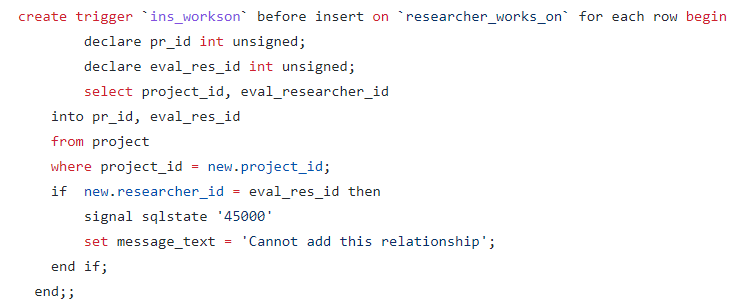 create trigger `ins_workson` before insert on `researcher_works_on` for each row begin
declare pr_id int unsigned;
declare eval_res_id int unsigned;
select project_id, eval_researcher_id
into pr_id, eval_res_id
from project
where project_id = new.project_id;
if  new.researcher_id = eval_res_id then
signal sqlstate '45000'
set message_text = 'Cannot add this relationship';
end if;
end;;